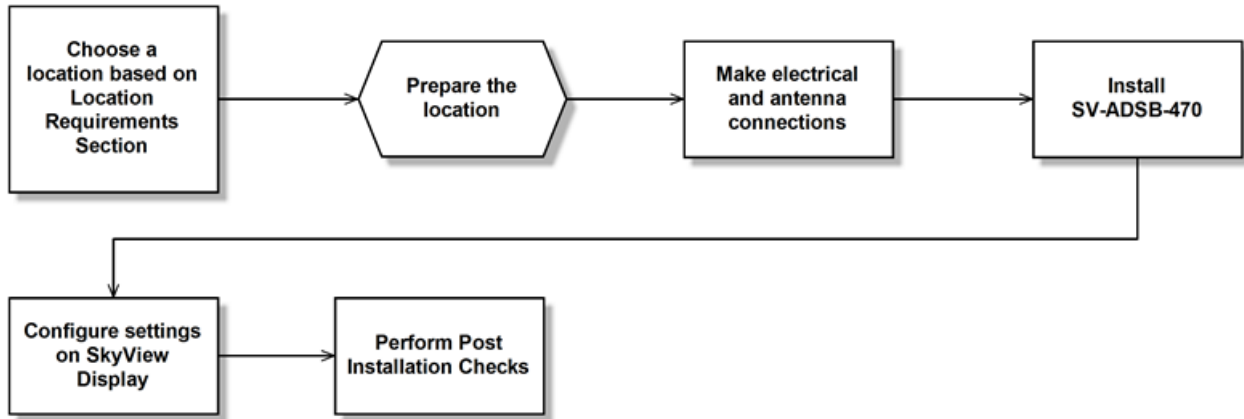 Choose a
location based on
Location
Requirements
Section
Prepare the
location
Make electrical
and antenna
connections
Install
SV-ADSB-470
Configure settings
on SkyView
Display
Perform Post
Installation Checks